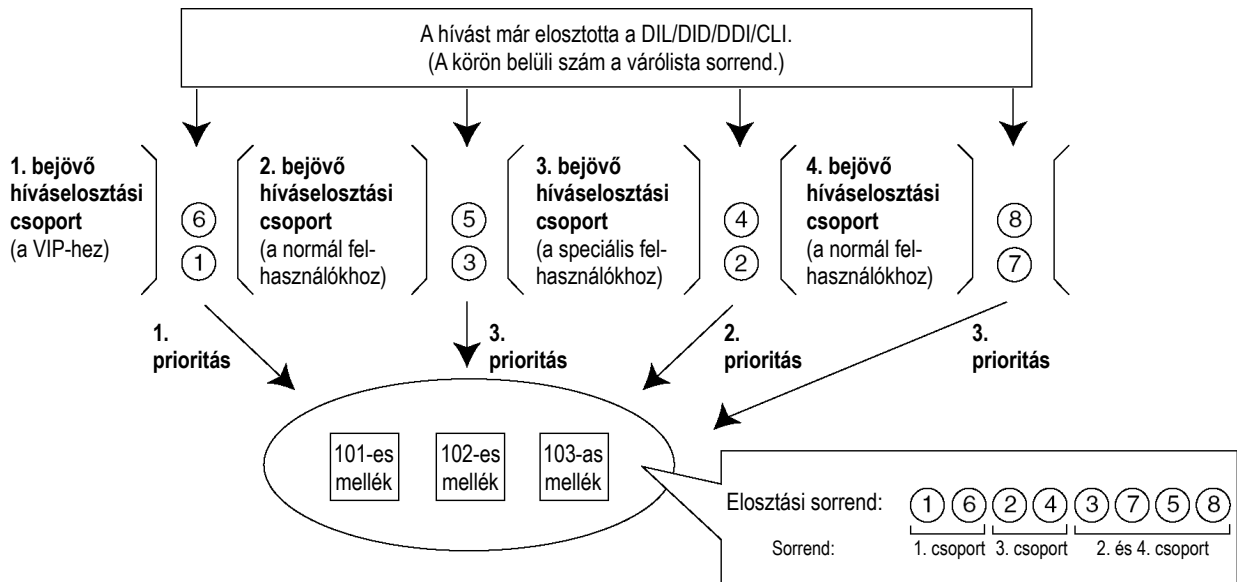 A hívást már elosztotta a DIL/DID/DDI/CLI.
(A körön belüli szám a várólista sorrend.)
1. bejövő
híváselosztási
csoport
(a VIP-hez)
6
1
2. bejövő
híváselosztási
csoport
(a normál fel-
használókhoz)
5
3
3. bejövő
híváselosztási
csoport
(a speciális fel-
használókhoz)
4
2
4. bejövő
híváselosztási
csoport
(a normál fel-
használókhoz)
8
7
1.
prioritás
3.
prioritás
2.
prioritás
3.
prioritás
101-es
mellék
102-es
mellék
103-as
mellék
Elosztási sorrend: 1 6 2 4 3 7 5 8
Sorrend: 1. csoport 3. csoport 2. és 4. csoport